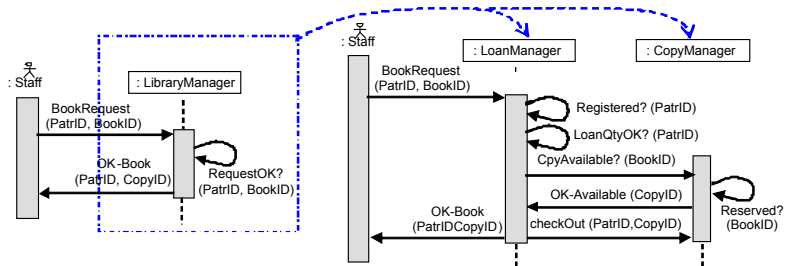 : Staff
: LibraryManager
BookRequest
(PatrID, BookID)
RequestOK?
(PatrID, BookID)
OK-Book
(PatrID, CopyID)
: Staff
: LoanManager
: CopyManager
BookRequest
(PatrID, BookID)
Registered? (PatrID)
LoanQtyOK? (PatrID)
CpyAvailable? (BookID)
OK-Available (CopyID)
Reserved?
(BookID)
OK-Book
(PatrIDCopyID)
checkOut (PatrID,CopyID)